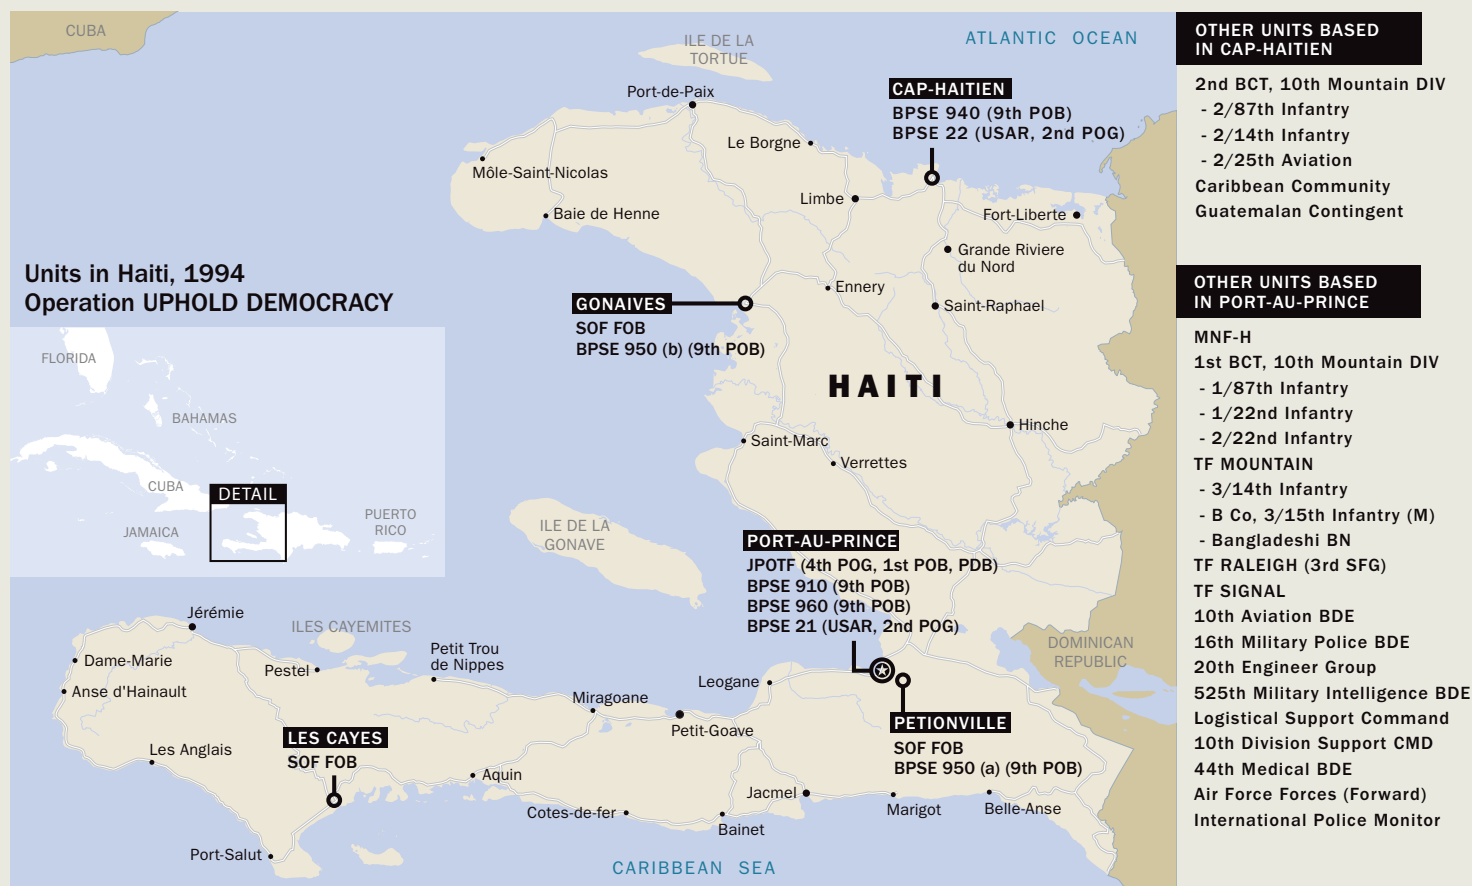 CUBA
ILE DE LA
TORTUE
ATLANTIC OCEAN
Port-de-Paix
CAP-HAITIEN
BPSE 940 (9th POB)
BPSE 22 (USAR, 2nd POG)
Le Borgne
Môle-Saint-Nicolas
Limbe
Baie de Henne
Fort-Liberte
Grande Riviere
du Nord
Units in Haiti, 1994
Operation UPHOLD DEMOCRACY
Ennery
GONAIVES
SOF FOB
BPSE 950 (b) (9th POB)
Saint-Raphael
FLORIDA
BAHAMAS
CUBA
DETAIL
JAMAICA
PUERTO
RICO
HAITI
Hinche
Saint-Marc
Verrettes
ILE DE LA
GONAVE
PORT-AU-PRINCE
JPOTF (4th POG, 1st POB, PDB)
BPSE 910 (9th POB)
BPSE 960 (9th POB)
BPSE 21 (USAR, 2nd POG)
DOMINICAN
REPUBLIC
Jérémie
ILES CAYEMITES
Dame-Marie
Pestel
Petit Trou
de Nippes
Anse d'Hainault
Leogane
Miragoane
Petit-Goave
PETIONVILLE
SOF FOB
BPSE 950 (a) (9th POB)
LES CAYES
SOF FOB
Les Anglais
Aquin
Jacmel
Cotes-de-fer
Marigot
Belle-Anse
Bainet
Port-Salut
CARIBBEAN SEA
OTHER UNITS BASED
IN CAP-HAITIEN
2nd BCT, 10th Mountain DIV
- 2/87th Infantry
- 2/14th Infantry
- 2/25th Aviation
Caribbean Community
Guatemalan Contingent
OTHER UNITS BASED
IN PORT-AU-PRINCE
MNF-H
1st BCT, 10th Mountain DIV
- 1/87th Infantry
- 1/22nd Infantry
- 2/22nd Infantry
TF MOUNTAIN
- 3/14th Infantry
- B Co, 3/15th Infantry (M)
- Bangladeshi BN
TF RALEIGH (3rd SFG)
TF SIGNAL
10th Aviation BDE
16th Military Police BDE
20th Engineer Group
525th Military Intelligence BDE
Logistical Support Command
10th Division Support CMD
44th Medical BDE
Air Force Forces (Forward)
International Police Monitor